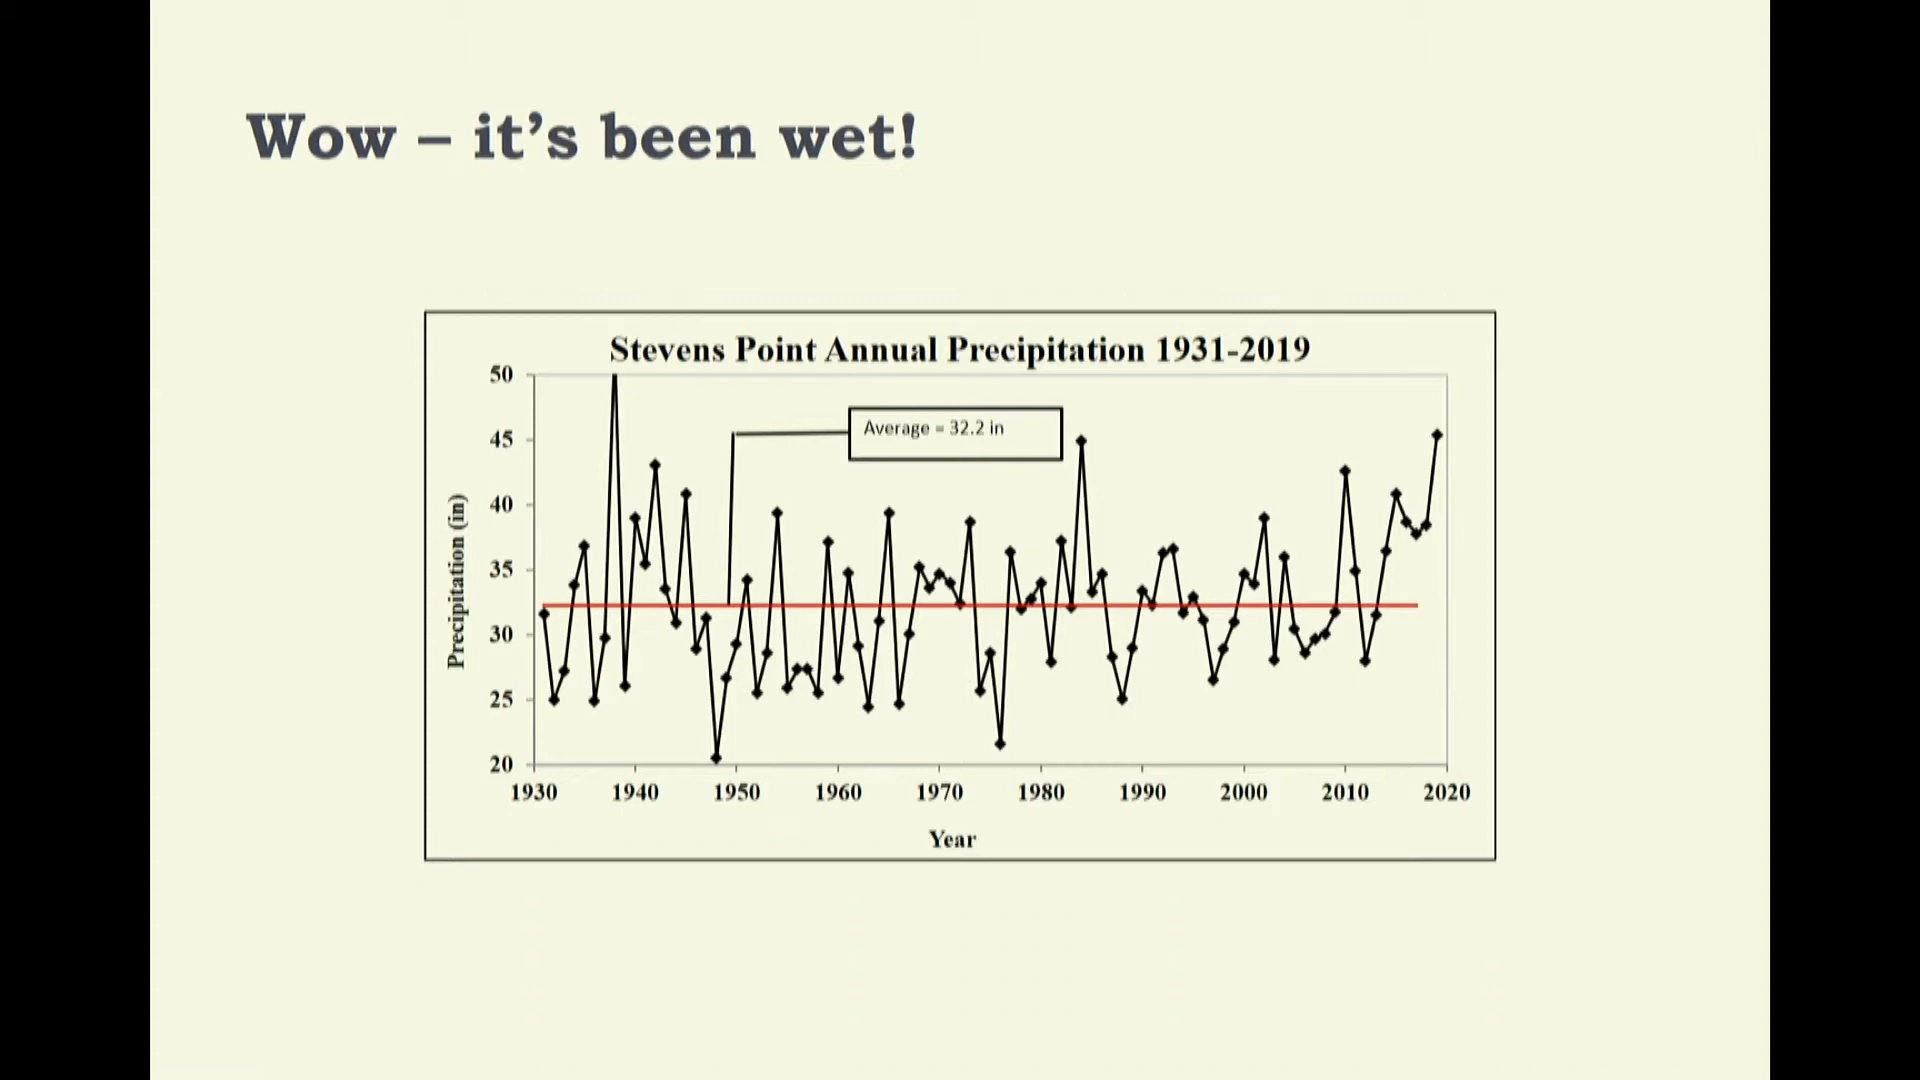 Wow – it’s been wet!
Stevens Point Annual Precipitation 1931-2019
Average = 32.2 in
Precipitation (in)
50
45
40
35
30
25
20
1930 1940 1950 1960 1970 1980 1990 2000 2010 2020
Year